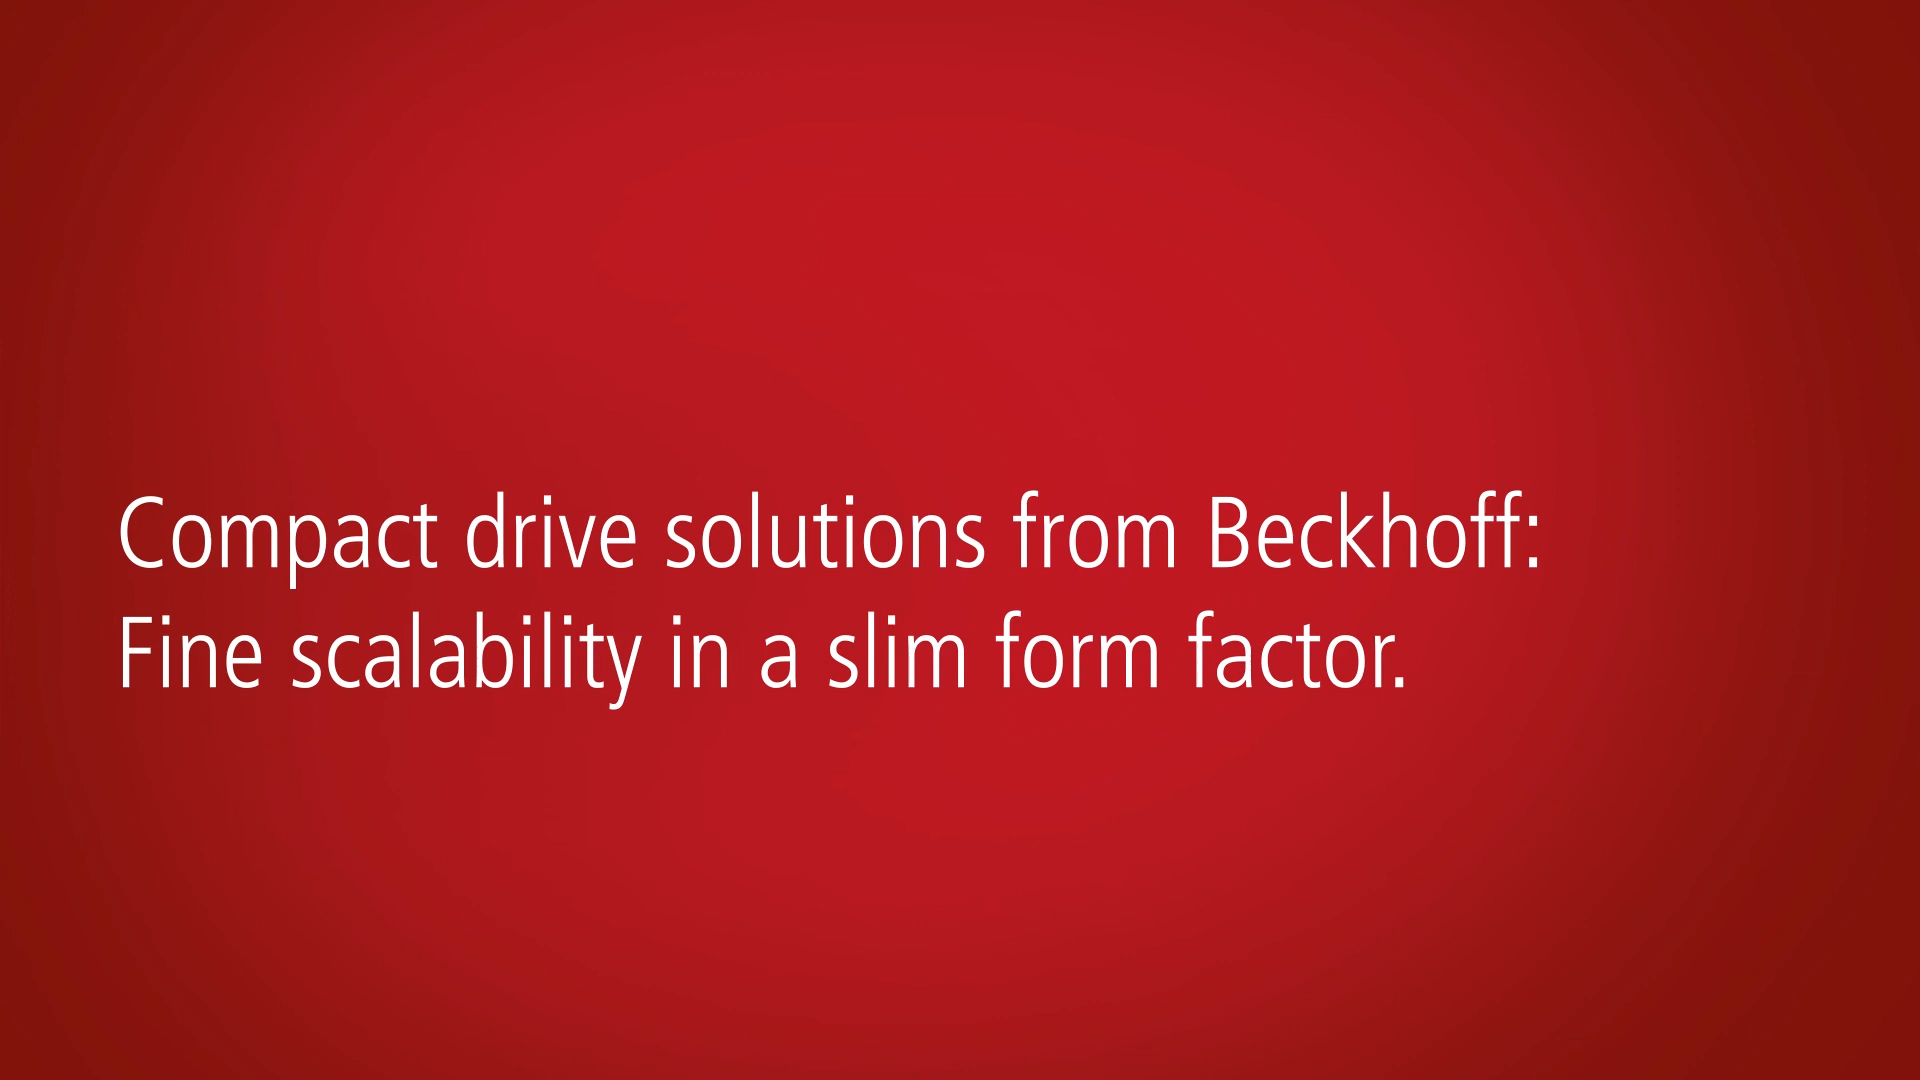 Compact drive solutions from Beckhoff:
Fine scalability in a slim form factor.